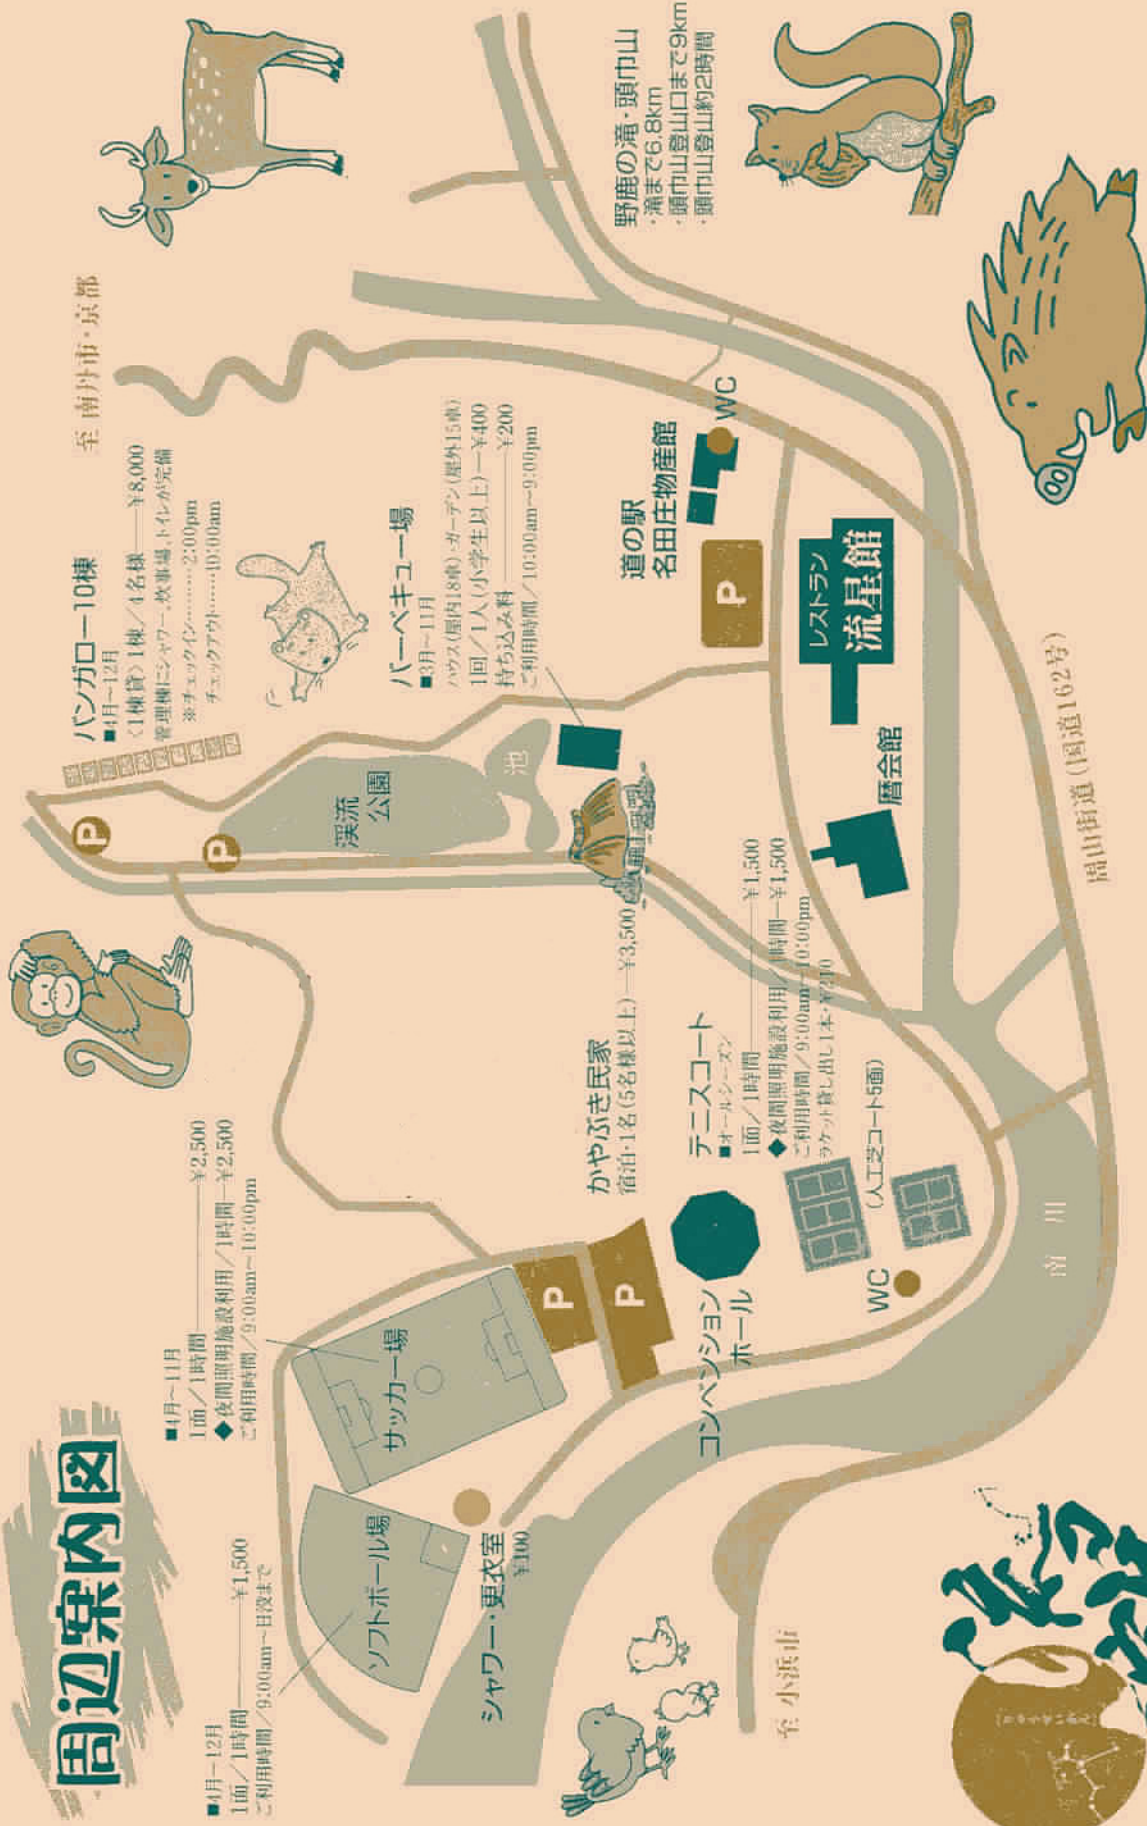 周辺案内図
■4月～12月
1面／1時間―¥1,500
ご利用時間／9:00am～日没まで
ソフトボール場
■4月～11月
1面／1時間―¥2,500
◆夜間照明施設利用／1時間―¥2,500
ご利用時間／9:00am～10:00pm
サッカー場
シャワー・更衣室
¥100
P
P
コンベンション
ホール
WC
かやぶき民家
宿泊・1名(5名様以上)―¥3,500
テニスコート
■オールシーズン
1面／1時間―¥1,500
◆夜間照明施設利用／1時間―¥1,500
ご利用時間／9:00am～10:00pm
ラケット貸し出し1本・¥210
(人工芝コート5面)
バンガロー10棟
■4月～12月
〈1棟貸〉1棟／4名様―¥8,000
管理棟にシャワー、炊事場、トイレが完備
※チェックイン………2:00pm
チェックアウト……10:00am
P
P
渓流
公園
池
バーベキュー場
■3月～11月
ハウス(屋内18卓)・ガーデン(屋外15卓)
1回／1人(小学生以上)―¥400
持ち込み料―¥200
ご利用時間／10:00am～9:00pm
道の駅
名田庄物産館
P
WC
レストラン
流星館
暦会館
野鹿の滝・頭巾山
・滝まで6.8km
・頭巾山登山口まで9km
・頭巾山登山約2時間
至 南丹市・京都
周山街道(国道162号)
南川
至 小浜市
りゅうせいかん